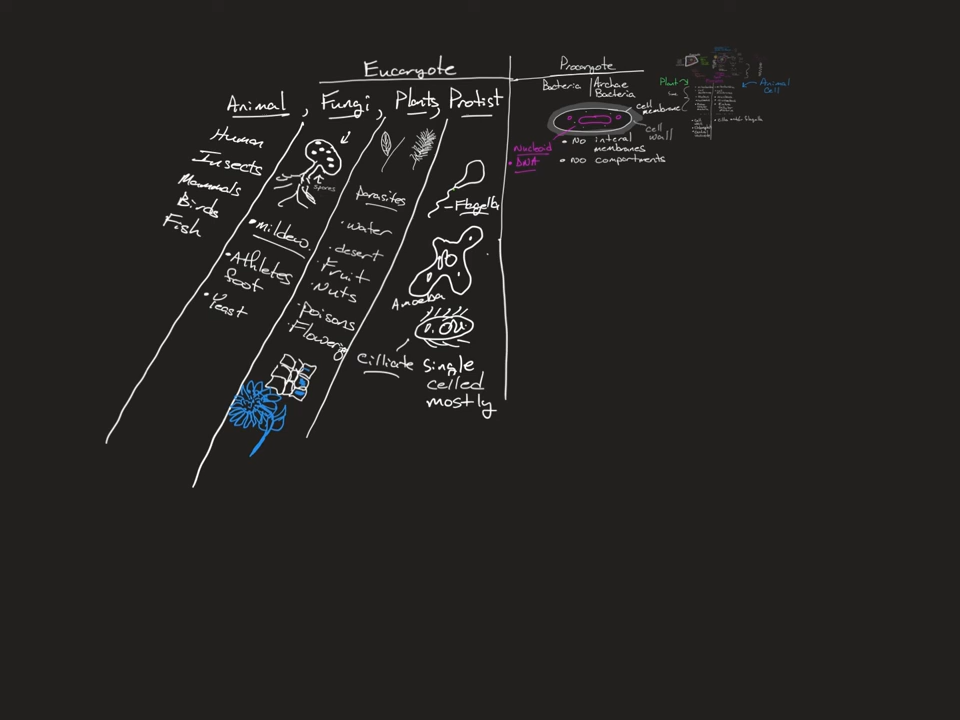 Eucaryote
Animal, Fungi, Plants, Protist
Human
Insects
Mammals
Birds
Fish
spores
• mildew
• Athletes
foot
• Yeast
parasites
• water
• desert
• Fruit
• Nuts
• Poisons
• Flowering
Flagella
Amoeba
cilliate
single
celled
mostly
Procaryote
Bacteria | Archae
Bacteria
cell
membrane
cell
wall
Nucleoid
• DNA
• NO interal
membranes
• NO compartments
Plant
Animal
Cell